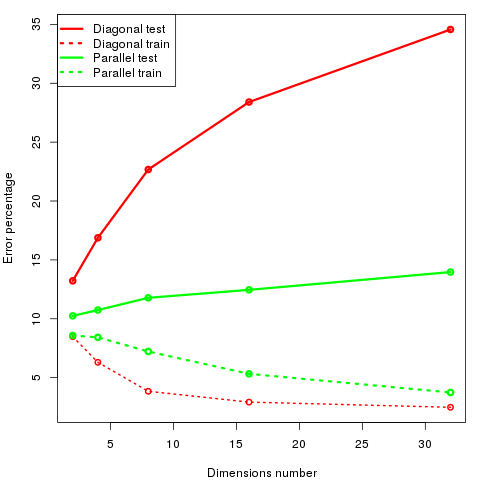 Diagonal test
Diagonal train
Parallel test
Parallel train
35
30
25
20
15
10
5
Error percentage
5 10 15 20 25 30
Dimensions number